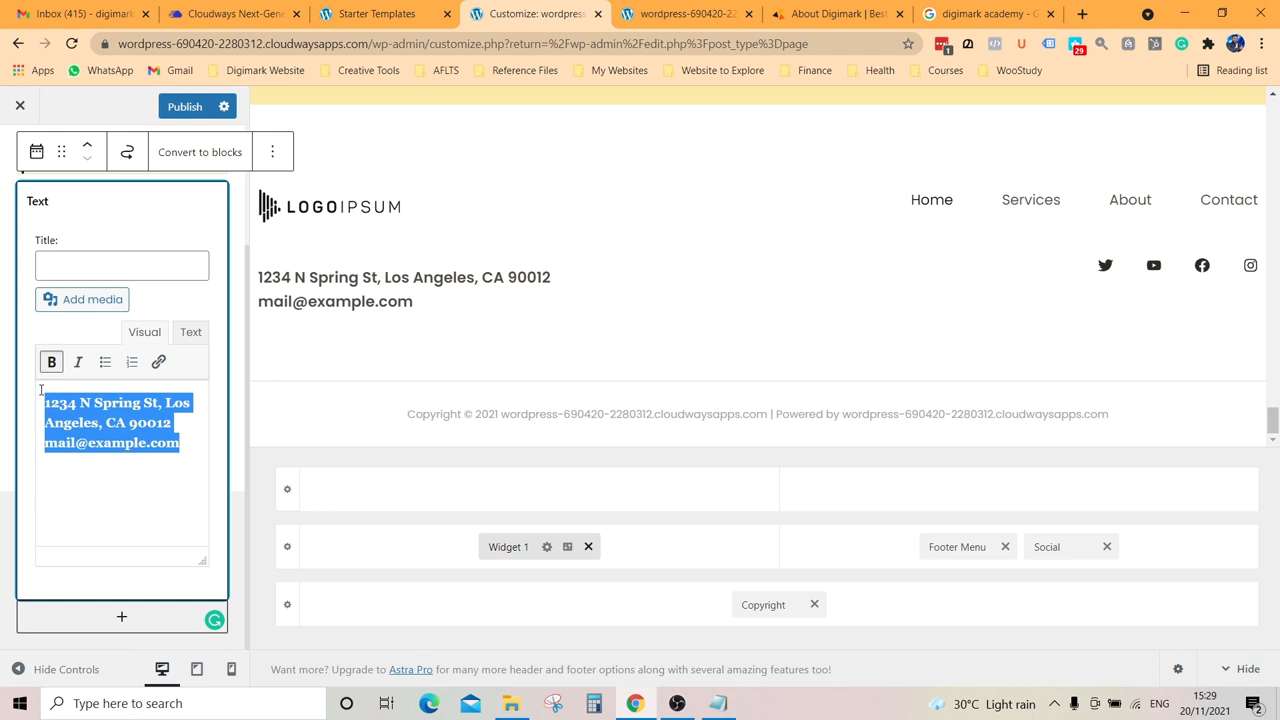 Inbox (415) - digimark
Cloudways Next-Gene
Starter Templates
Customize: wordpress
wordpress-690420-22
About Digimark | Best
digimark academy - G
wordpress-690420-2280312.cloudwaysapps.com/wp-admin/customize.php?return=%2Fwp-admin%2Fedit.php%3Fpost_type%3Dpage
1
29
Apps
WhatsApp
Gmail
Digimark Website
Creative Tools
AFLTS
Reference Files
My Websites
Website to Explore
Finance
Health
Courses
WooStudy
Reading list
Publish
Convert to blocks
Text
Title:
Add media
Visual
Text
B
I
1234 N Spring St, Los
Angeles, CA 90012
mail@example.com
Hide Controls
LOGOIPSUM
Home
Services
About
Contact
1234 N Spring St, Los Angeles, CA 90012
mail@example.com
Copyright © 2021 wordpress-690420-2280312.cloudwaysapps.com | Powered by wordpress-690420-2280312.cloudwaysapps.com
Widget 1
Footer Menu
Social
Copyright
Want more? Upgrade to Astra Pro for many more header and footer options along with several amazing features too!
Hide
Type here to search
30°C Light rain
ENG
15:29
20/11/2021
2